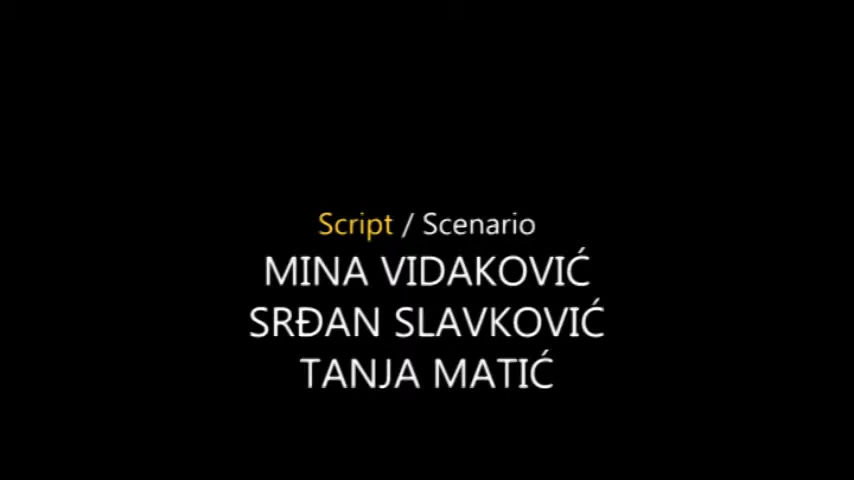 Script / Scenario
MINA VIDAKOVIĆ
SRĐAN SLAVKOVIĆ
TANJA MATIĆ